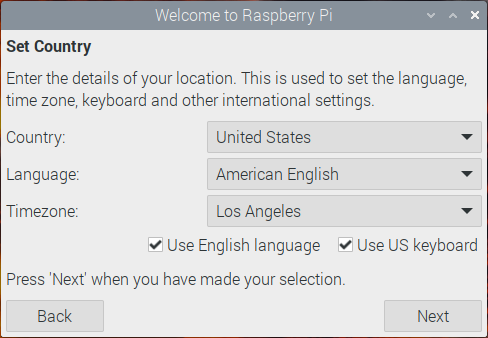 Welcome to Raspberry Pi
Set Country
Enter the details of your location. This is used to set the language,
time zone, keyboard and other international settings.
Country: United States
Language: American English
Timezone: Los Angeles
Use English language Use US keyboard
Press 'Next' when you have made your selection.
Back Next